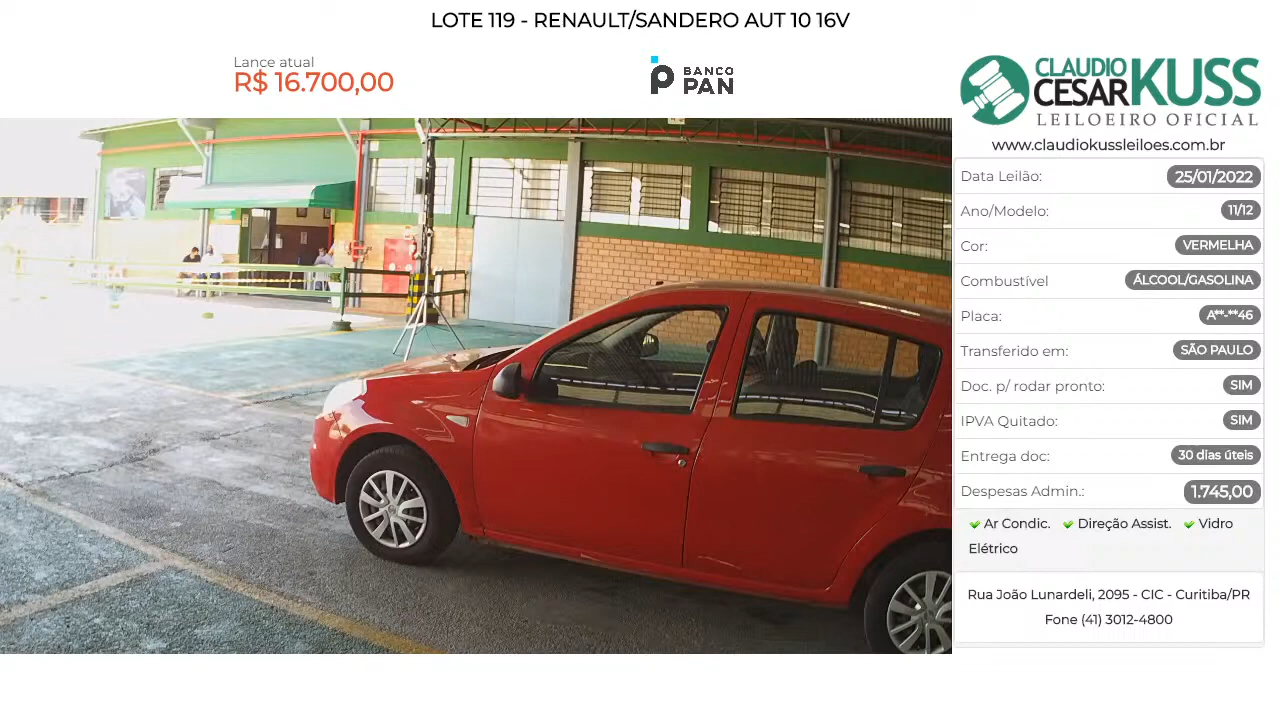 LOTE 119 - RENAULT/SANDERO AUT 10 16V
Lance atual
R$ 16.700,00
BANCO
PAN
CLAUDIO
CESAR
KUSS
LEILOEIRO OFICIAL
www.claudiokussleiloes.com.br
Data Leilão: 25/01/2022
Ano/Modelo: 11/12
Cor: VERMELHA
Combustível ÁLCOOL/GASOLINA
Placa: A**-**46
Transferido em: SÃO PAULO
Doc. p/ rodar pronto: SIM
IPVA Quitado: SIM
Entrega doc: 30 dias úteis
Despesas Admin.: 1.745,00
Ar Condic. Direção Assist. Vidro
Elétrico
Rua João Lunardeli, 2095 - CIC - Curitiba/PR
Fone (41) 3012-4800